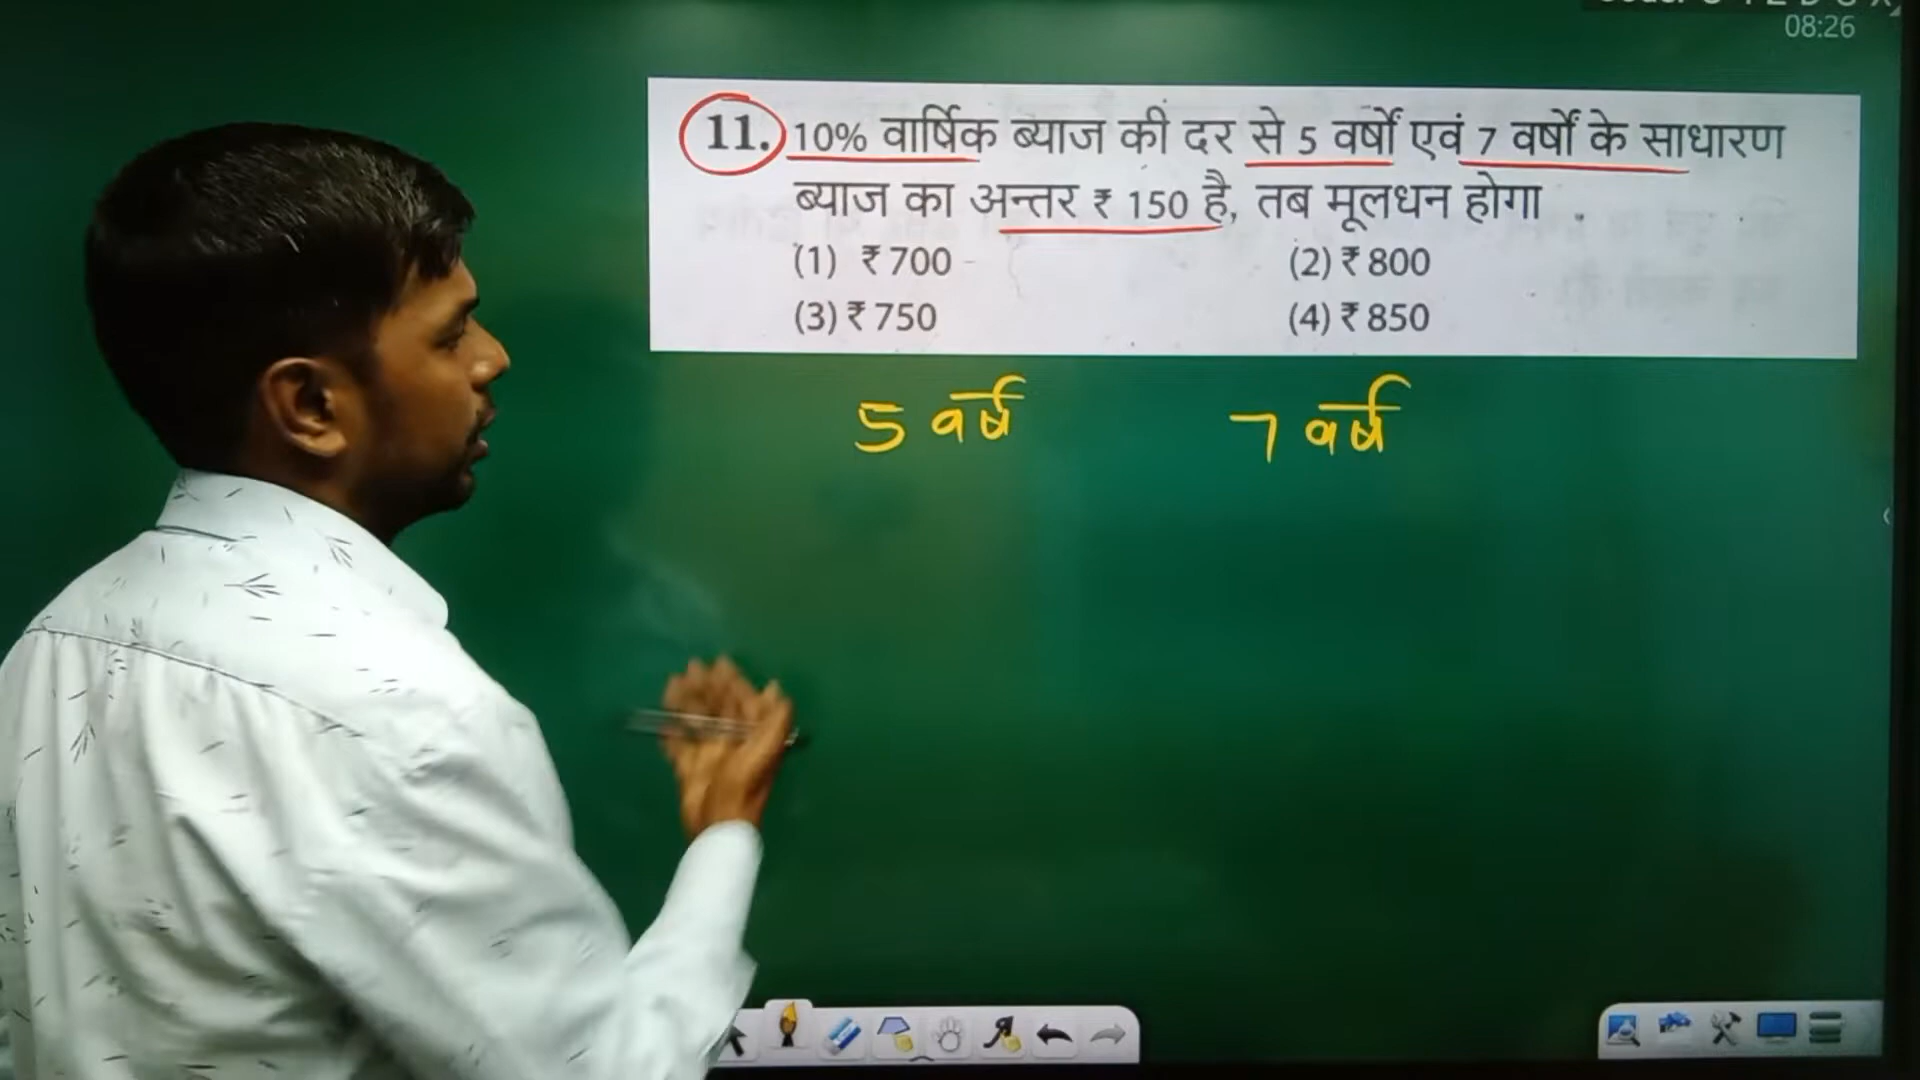 08:26
11. 10% वार्षिक ब्याज की दर से 5 वर्षों एवं 7 वर्षों के साधारण
ब्याज का अन्तर ₹ 150 है, तब मूलधन होगा
(1) ₹ 700 (2) ₹ 800
(3) ₹ 750 (4) ₹ 850
5 वर्ष 7 वर्ष